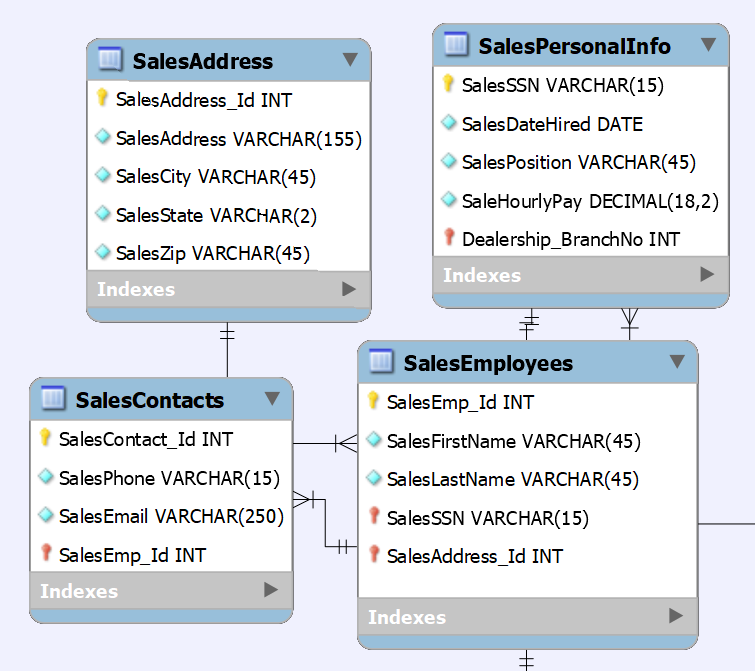 SalesAddress
SalesAddress_Id INT
SalesAddress VARCHAR(155)
SalesCity VARCHAR(45)
SalesState VARCHAR(2)
SalesZip VARCHAR(45)
Indexes
SalesPersonalInfo
SalesSSN VARCHAR(15)
SalesDateHired DATE
SalesPosition VARCHAR(45)
SaleHourlyPay DECIMAL(18,2)
Dealership_BranchNo INT
Indexes
SalesContacts
SalesContact_Id INT
SalesPhone VARCHAR(15)
SalesEmail VARCHAR(250)
SalesEmp_Id INT
Indexes
SalesEmployees
SalesEmp_Id INT
SalesFirstName VARCHAR(45)
SalesLastName VARCHAR(45)
SalesSSN VARCHAR(15)
SalesAddress_Id INT
Indexes